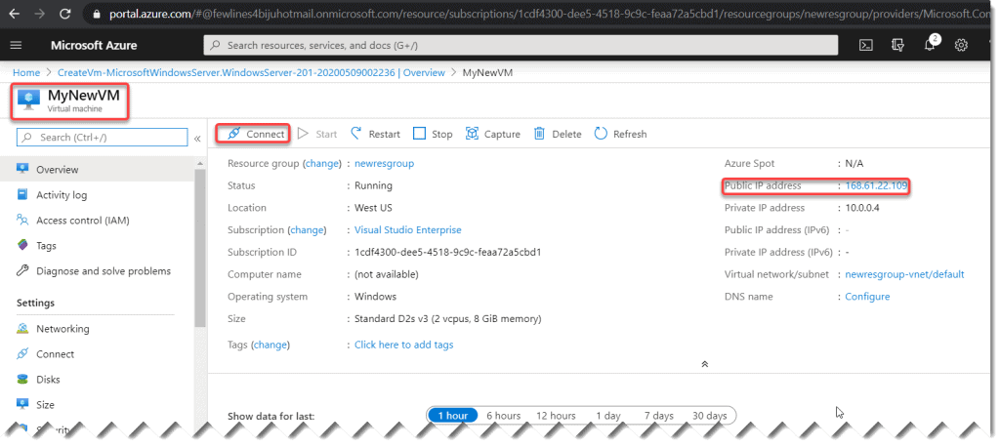 portal.azure.com/#@fewlines4bijuhotmail.onmicrosoft.com/resource/subscriptions/1cdf4300-dee5-4518-9c9c-feaa72a5cbd1/resourcegroups/newresgroup/providers/Microsoft.Com
Microsoft Azure
Search resources, services, and docs (G+/)
2
Home > CreateVm-MicrosoftWindowsServer.WindowsServer-201-20200509002236 | Overview > MyNewVM
MyNewVM
Virtual machine
Search (Ctrl+/)
«
Overview
Activity log
Access control (IAM)
Tags
Diagnose and solve problems
Settings
Networking
Connect
Disks
Size
Security
Connect Start Restart Stop Capture Delete Refresh
Resource group (change) : newresgroup
Status : Running
Location : West US
Subscription (change) : Visual Studio Enterprise
Subscription ID : 1cdf4300-dee5-4518-9c9c-feaa72a5cbd1
Computer name : (not available)
Operating system : Windows
Size : Standard D2s v3 (2 vcpus, 8 GiB memory)
Tags (change) : Click here to add tags
Azure Spot : N/A
Public IP address : 168.61.22.109
Private IP address : 10.0.0.4
Public IP address (IPv6) : -
Private IP address (IPv6) : -
Virtual network/subnet : newresgroup-vnet/default
DNS name : Configure
Show data for last: 1 hour 6 hours 12 hours 1 day 7 days 30 days